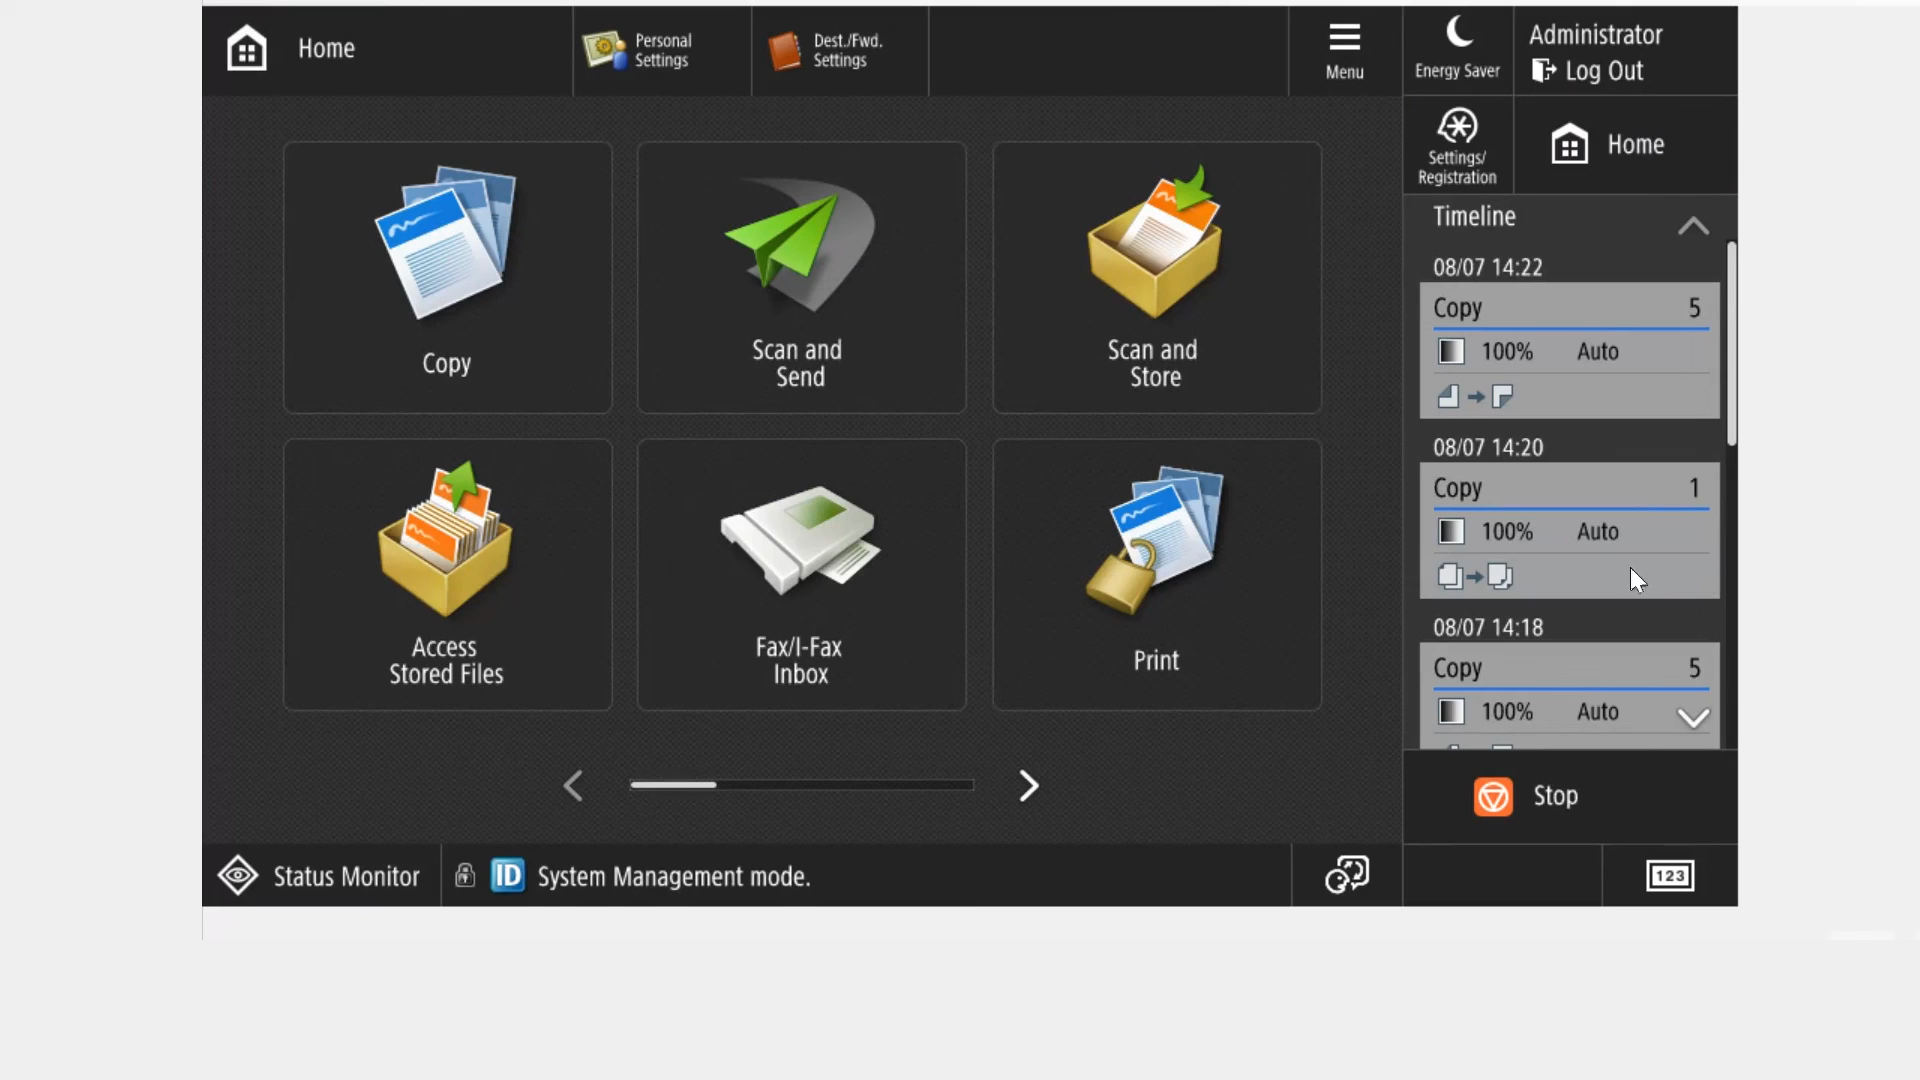 Home
Personal
Settings
Dest./Fwd.
Settings
Menu
Energy Saver
Administrator
Log Out
Settings/
Registration
Home
Copy
Scan and
Send
Scan and
Store
Access
Stored Files
Fax/I-Fax
Inbox
Print
Timeline
08/07 14:22
Copy 5
100% Auto
08/07 14:20
Copy 1
100% Auto
08/07 14:18
Copy 5
100% Auto
Stop
Status Monitor
ID System Management mode.
123